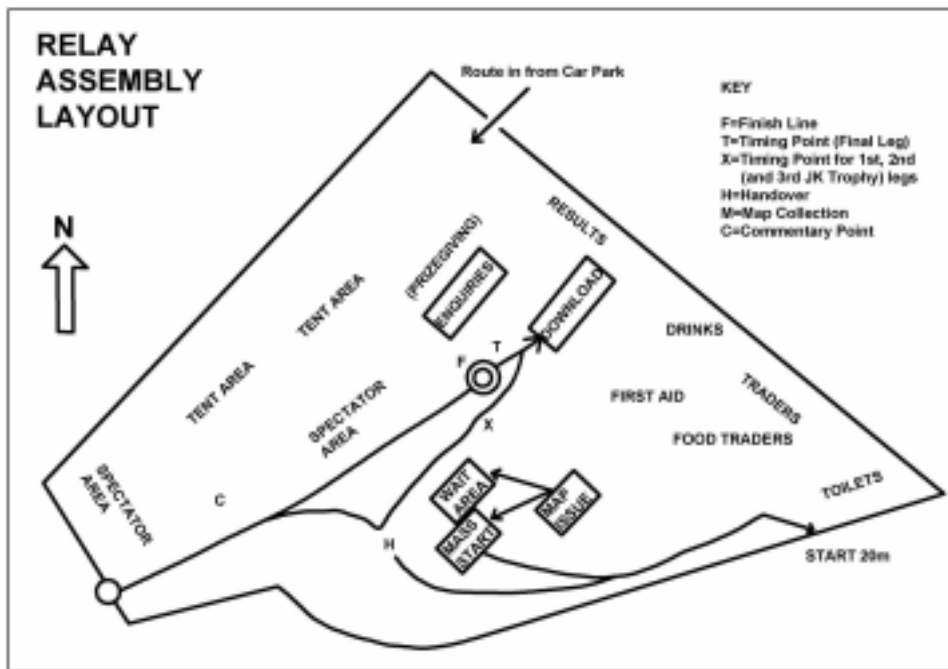 RELAY
ASSEMBLY
LAYOUT
Route in from Car Park
KEY
F=Finish Line
T=Timing Point (Final Leg)
X=Timing Point for 1st, 2nd
(and 3rd JK Trophy) legs
H=Handover
M=Map Collection
C=Commentary Point
N
RESULTS
(PRIZEGIVING)
ENQUIRIES
DOWNLOAD
TENT AREA
DRINKS
T
F
TENT AREA
FIRST AID
TRADERS
SPECTATOR
AREA
X
FOOD TRADERS
SPECTATOR
AREA
C
WAIT
AREA
MAP
ISSUE
TOILETS
H
MASS
START
START 20m